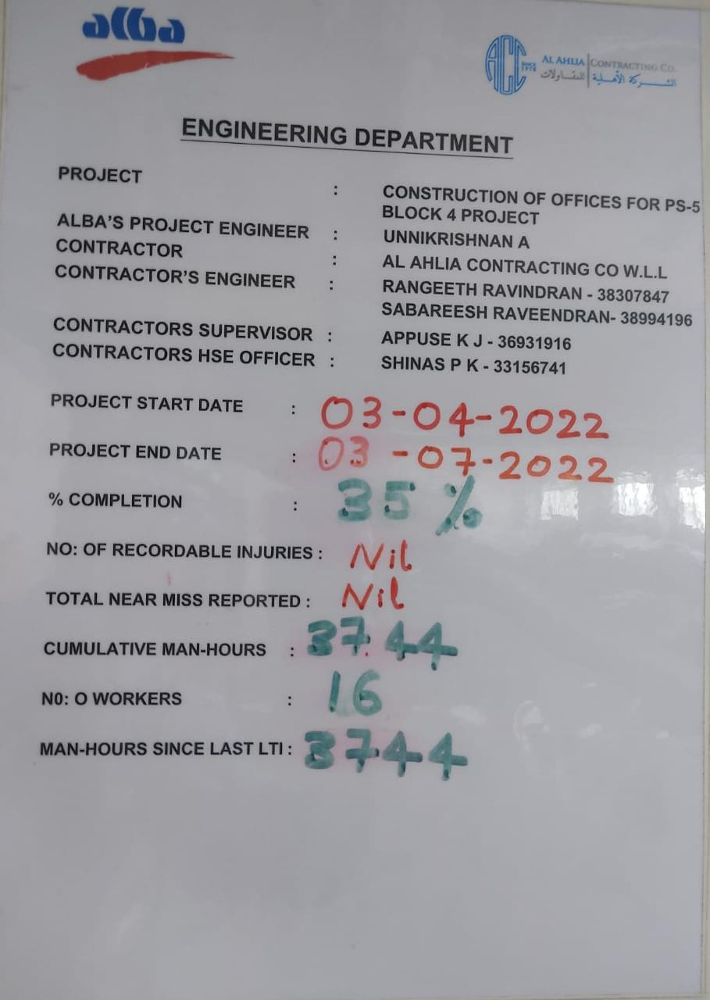 alba
ACC SINCE 1974 AL AHLIA CONTRACTING CO.
الشركة الأهلية للمقاولات
ENGINEERING DEPARTMENT
PROJECT : CONSTRUCTION OF OFFICES FOR PS-5
BLOCK 4 PROJECT
ALBA'S PROJECT ENGINEER : UNNIKRISHNAN A
CONTRACTOR : AL AHLIA CONTRACTING CO W.L.L
CONTRACTOR'S ENGINEER : RANGEETH RAVINDRAN - 38307847
SABAREESH RAVEENDRAN- 38994196
CONTRACTORS SUPERVISOR : APPUSE K J - 36931916
CONTRACTORS HSE OFFICER : SHINAS P K - 33156741
PROJECT START DATE : 03-04-2022
PROJECT END DATE : 03-07-2022
% COMPLETION : 35%
NO: OF RECORDABLE INJURIES : Nil
TOTAL NEAR MISS REPORTED : Nil
CUMULATIVE MAN-HOURS : 3744
N0: O WORKERS : 16
MAN-HOURS SINCE LAST LTI : 3744